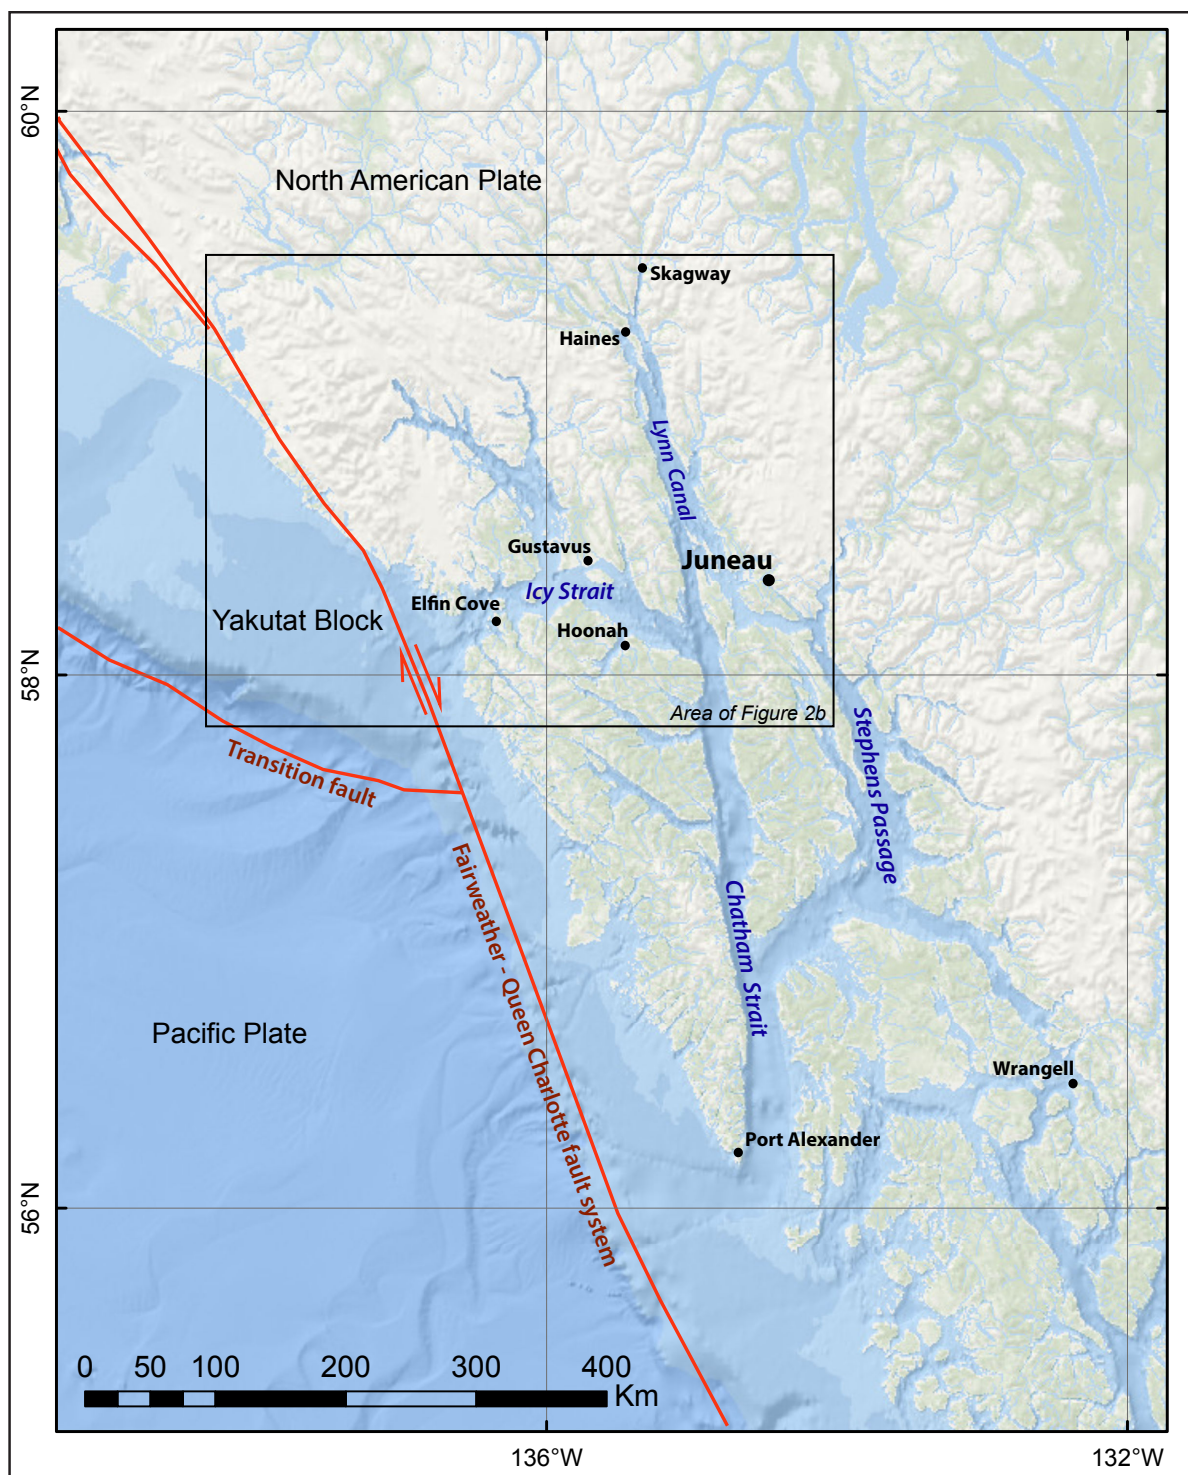 60°N
North American Plate
Skagway
Haines
Lynn Canal
Gustavus
Juneau
Icy Strait
Elfin Cove
Yakutat Block
Hoonah
58°N
Area of Figure 2b
Transition fault
Stephens Passage
Fairweather - Queen Charlotte fault system
Chatham Strait
Pacific Plate
Wrangell
Port Alexander
56°N
0 50 100 200 300 400
Km
136°W 132°W